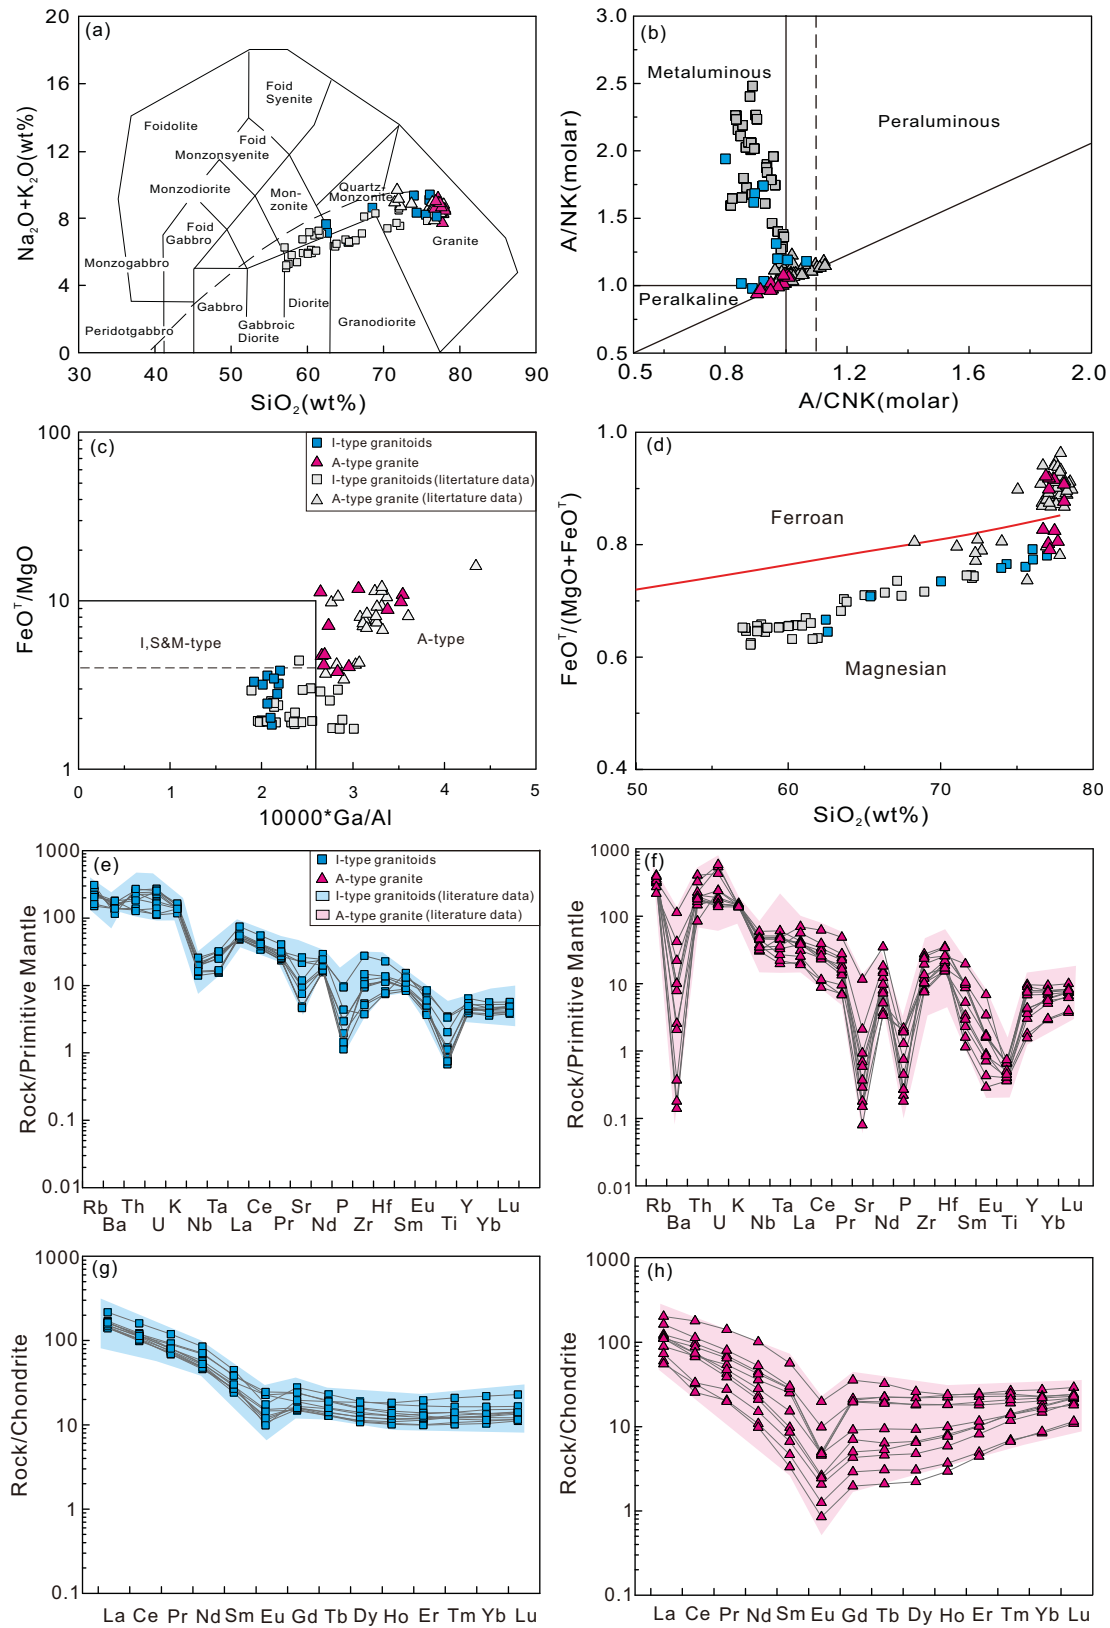 (a)
Na₂O+K₂O(wt%)
20
16
12
8
4
0
Foid
Syenite
Foidolite
Foid
Monzonsyenite
Monzodiorite
Mon-
zonite
Quartz-
Monzonite
Foid
Gabbro
Granite
Monzogabbro
Gabbro
Diorite
Peridotgabbro
Gabbroic
Diorite
Granodiorite
30 40 50 60 70 80 90
SiO₂(wt%)
(b)
A/NK(molar)
3.0
2.5
2.0
1.5
1.0
0.5
Metaluminous
Peraluminous
Peralkaline
0.5 0.8 1.2 1.6 2.0
A/CNK(molar)
(c)
FeOᵀ/MgO
100
10
1
I-type granitoids
A-type granite
I-type granitoids (litertature data)
A-type granite (litertature data)
I,S&M-type
A-type
0 1 2 3 4 5
10000*Ga/Al
(d)
FeOᵀ/(MgO+FeOᵀ)
1.0
0.8
0.6
0.4
Ferroan
Magnesian
50 60 70 80
SiO₂(wt%)
(e)
Rock/Primitive Mantle
1000
100
10
1
0.1
0.01
I-type granitoids
A-type granite
I-type granitoids (literature data)
A-type granite (literature data)
Rb Th K Ta Ce Sr P Hf Eu Y Lu
Ba U Nb La Pr Nd Zr Sm Ti Yb
(f)
Rock/Primitive Mantle
1000
100
10
1
0.1
0.01
Rb Th K Ta Ce Sr P Hf Eu Y Lu
Ba U Nb La Pr Nd Zr Sm Ti Yb
(g)
Rock/Chondrite
1000
100
10
1
0.1
La Ce Pr Nd Sm Eu Gd Tb Dy Ho Er Tm Yb Lu
(h)
Rock/Chondrite
1000
100
10
1
0.1
La Ce Pr Nd Sm Eu Gd Tb Dy Ho Er Tm Yb Lu